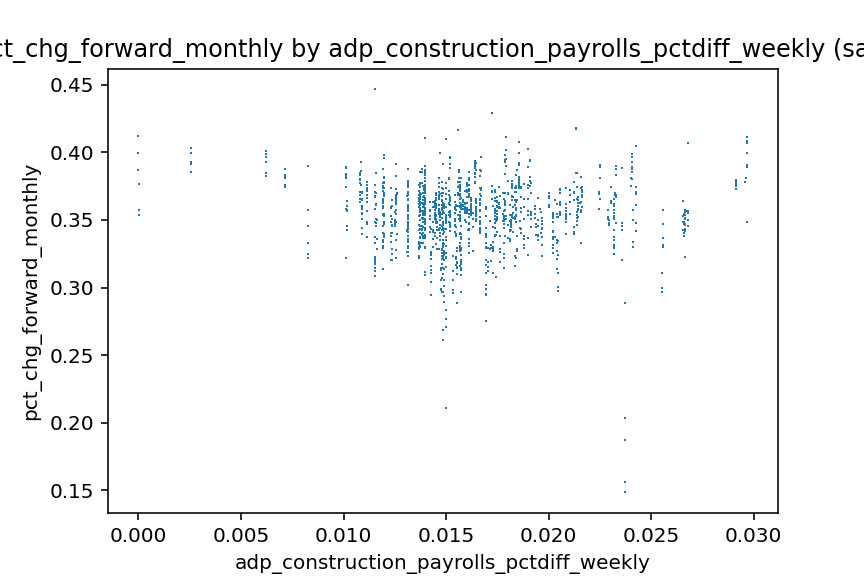 ct_chg_forward_monthly by adp_construction_payrolls_pctdiff_weekly (sa
0.45
0.40
0.35
0.30
0.25
0.20
0.15
pct_chg_forward_monthly
0.000 0.005 0.010 0.015 0.020 0.025 0.030
adp_construction_payrolls_pctdiff_weekly